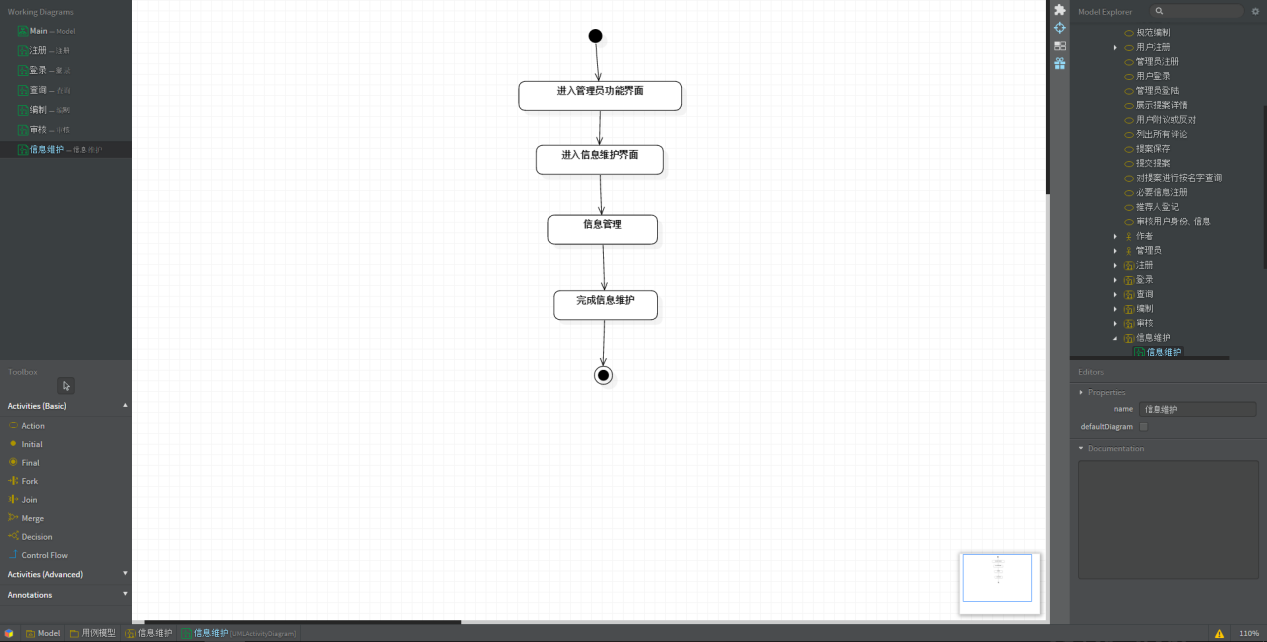 Working Diagrams
Main — Model
注册 — 注册
登录 — 登录
查询 — 查询
编制 — 编制
审核 — 审核
信息维护 — 信息维护
Toolbox
Activities (Basic)
Action
Initial
Final
Fork
Join
Merge
Decision
Control Flow
Activities (Advanced)
Annotations
进入管理员功能界面
进入信息维护界面
信息管理
完成信息维护
Model Explorer
规范编制
用户注册
管理员注册
用户登录
管理员登陆
展示提案详情
用户附议或反对
列出所有评论
提案保存
提交提案
对提案进行按名字查询
必要信息注册
推荐人登记
审核用户身份、信息
作者
管理员
注册
登录
查询
编制
审核
信息维护
信息维护
Editors
Properties
name 信息维护
defaultDiagram
Documentation
Model 用例模型 信息维护 信息维护 [UMLActivityDiagram]
110%